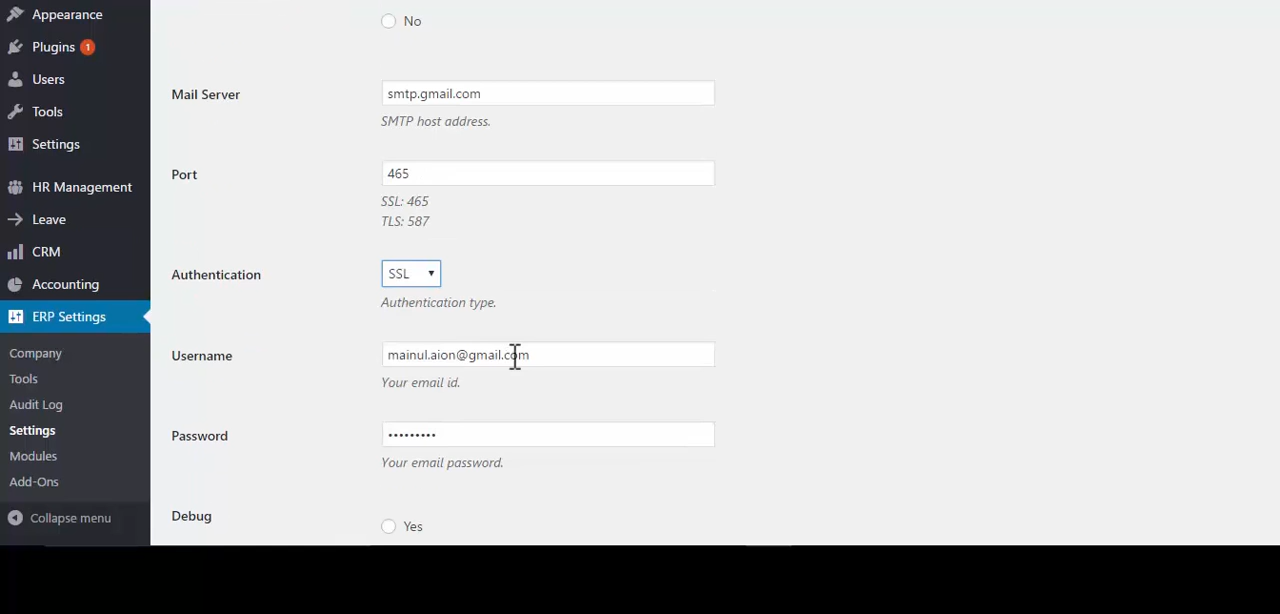 Appearance
Plugins 1
Users
Tools
Settings
HR Management
Leave
CRM
Accounting
ERP Settings
Company
Tools
Audit Log
Settings
Modules
Add-Ons
Collapse menu
No
Mail Server
smtp.gmail.com
SMTP host address.
Port
465
SSL: 465
TLS: 587
Authentication
SSL
Authentication type.
Username
mainul.aion@gmail.com
Your email id.
Password
•••••••••
Your email password.
Debug
Yes